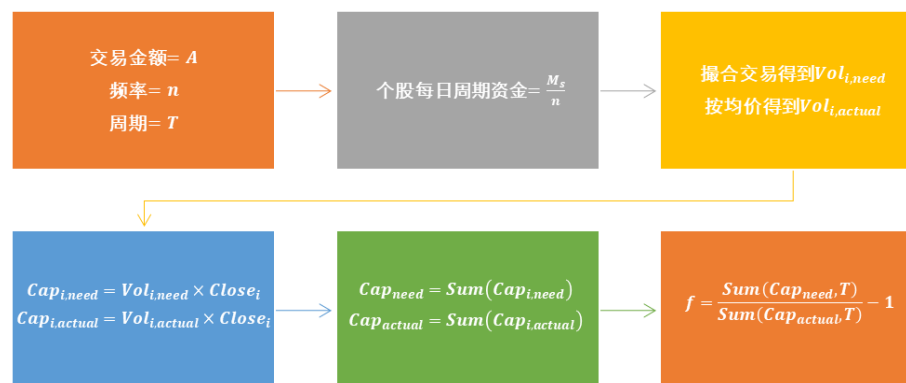 交易金额= A
频率= n
周期= T
个股每日周期资金= M_s/n
撮合交易得到Vol_{i,need}
按均价得到Vol_{i,actual}
Cap_{i,need} = Vol_{i,need} × Close_i
Cap_{i,actual} = Vol_{i,actual} × Close_i
Cap_{need} = Sum(Cap_{i.need})
Cap_{actual} = Sum(Cap_{i.actual})
f = Sum(Cap_{need},T)/Sum(Cap_{actual},T) − 1